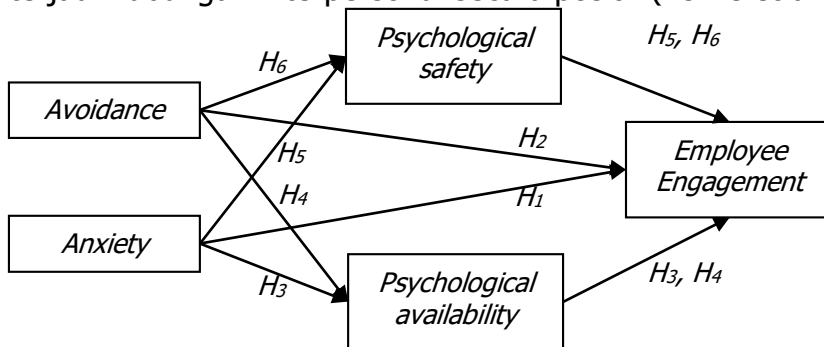 Psychological
safety
H5, H6
H6
Avoidance
H2
H5
Employee
Engagement
H4
H1
Anxiety
H3
Psychological
availability
H3, H4